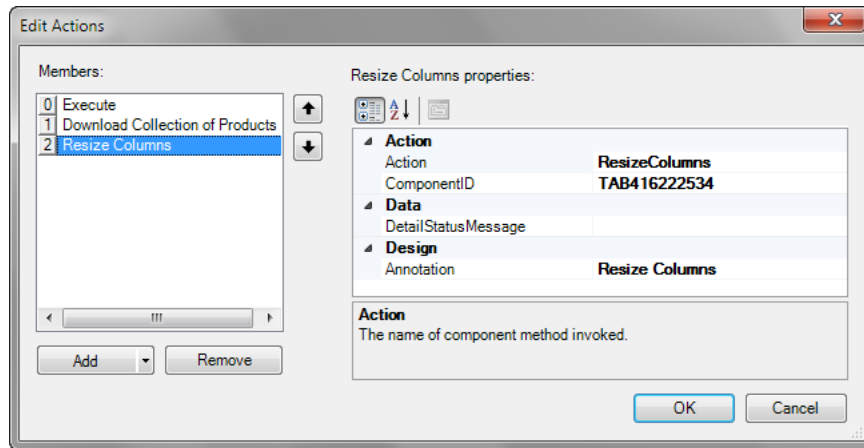 Edit Actions
Members:
0 Execute
1 Download Collection of Products
2 Resize Columns
Add
Remove
Resize Columns properties:
A
Z
Action
Action ResizeColumns
ComponentID TAB416222534
Data
DetailStatusMessage
Design
Annotation Resize Columns
Action
The name of component method invoked.
OK
Cancel